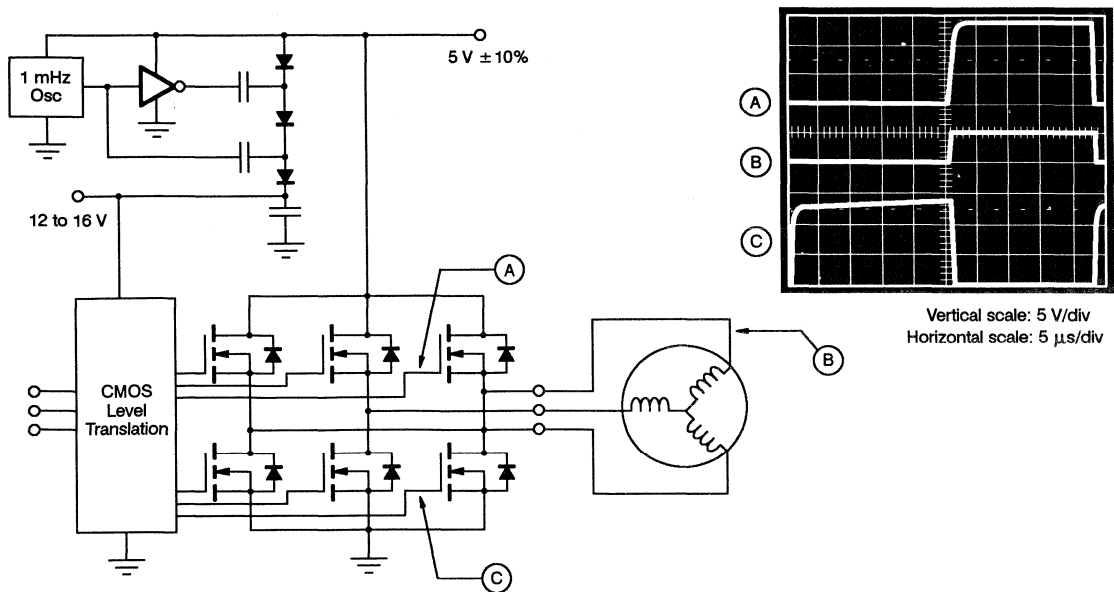 1 mHz
Osc
5 V ±10%
12 to 16 V
A
B
C
Vertical scale: 5 V/div
Horizontal scale: 5 µs/div
A
B
CMOS
Level
Translation
C